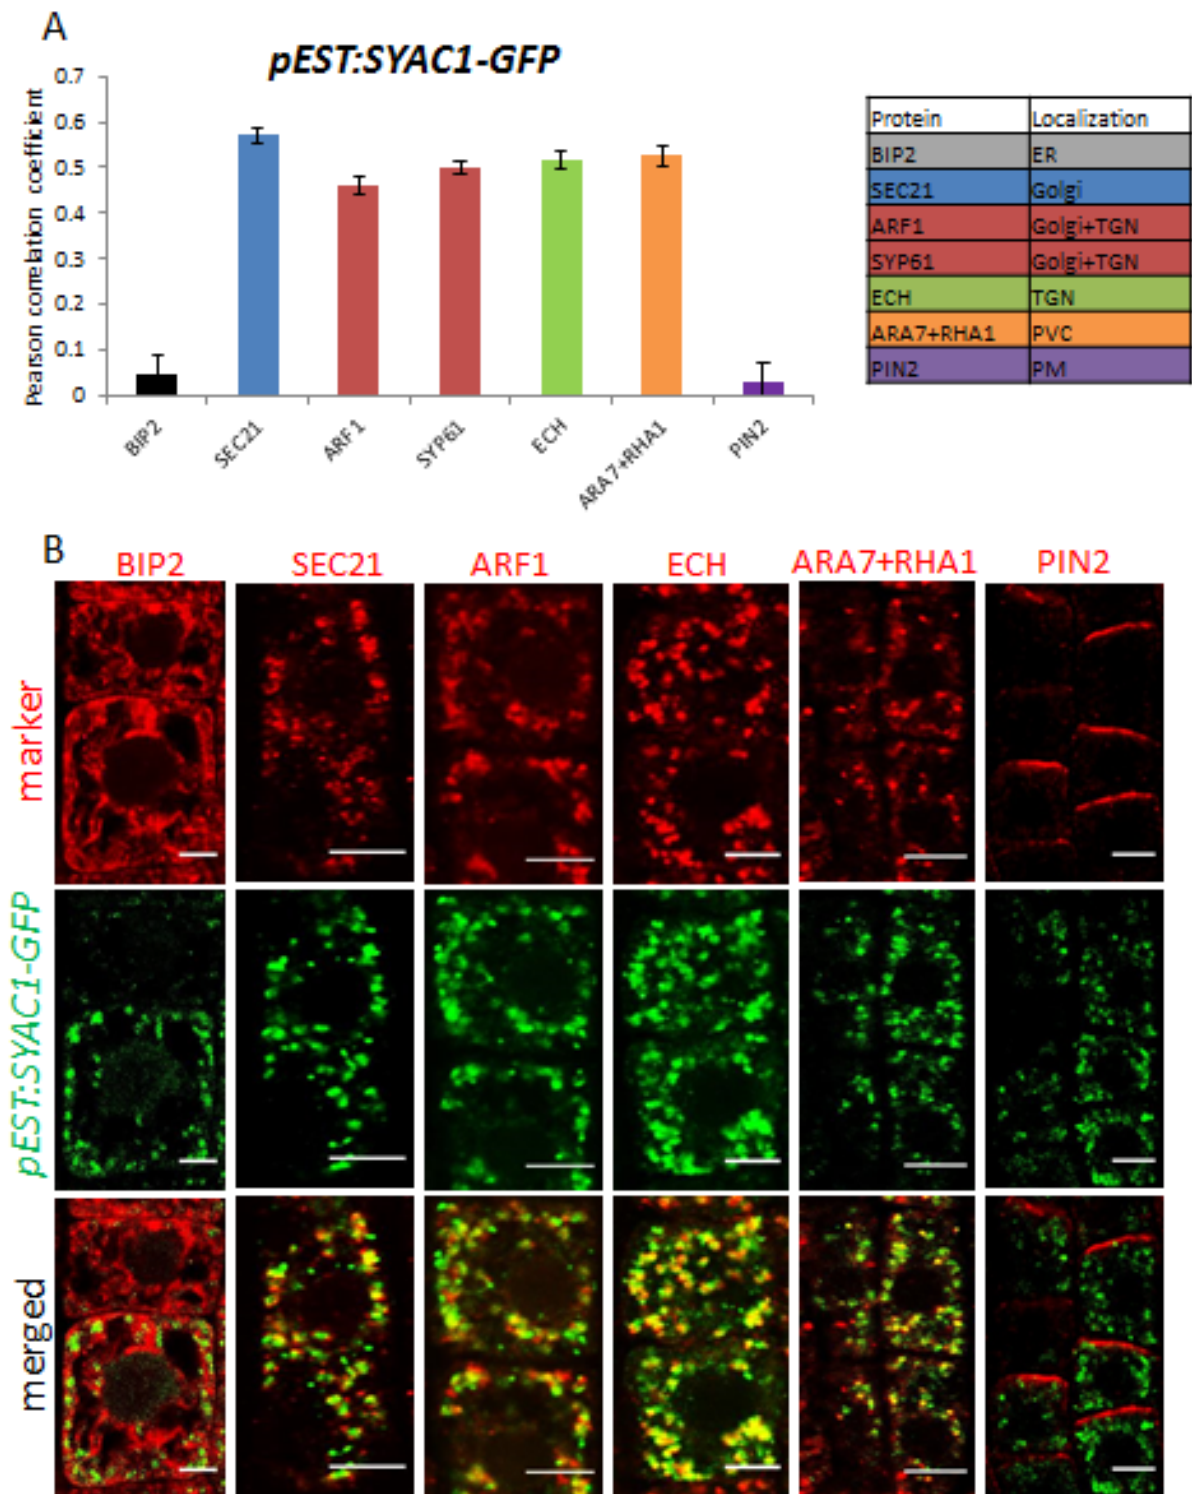 A
pEST:SYAC1-GFP
Pearson correlation coefficient
0.7
0.6
0.5
0.4
0.3
0.2
0.1
0
BIP2
SEC21
ARF1
SYP61
ECH
ARA7+RHA1
PIN2
Protein Localization
BIP2 ER
SEC21 Golgi
ARF1 Golgi+TGN
SYP61 Golgi+TGN
ECH TGN
ARA7+RHA1 PVC
PIN2 PM
B
BIP2 SEC21 ARF1 ECH ARA7+RHA1 PIN2
marker
pEST:SYAC1-GFP
merged